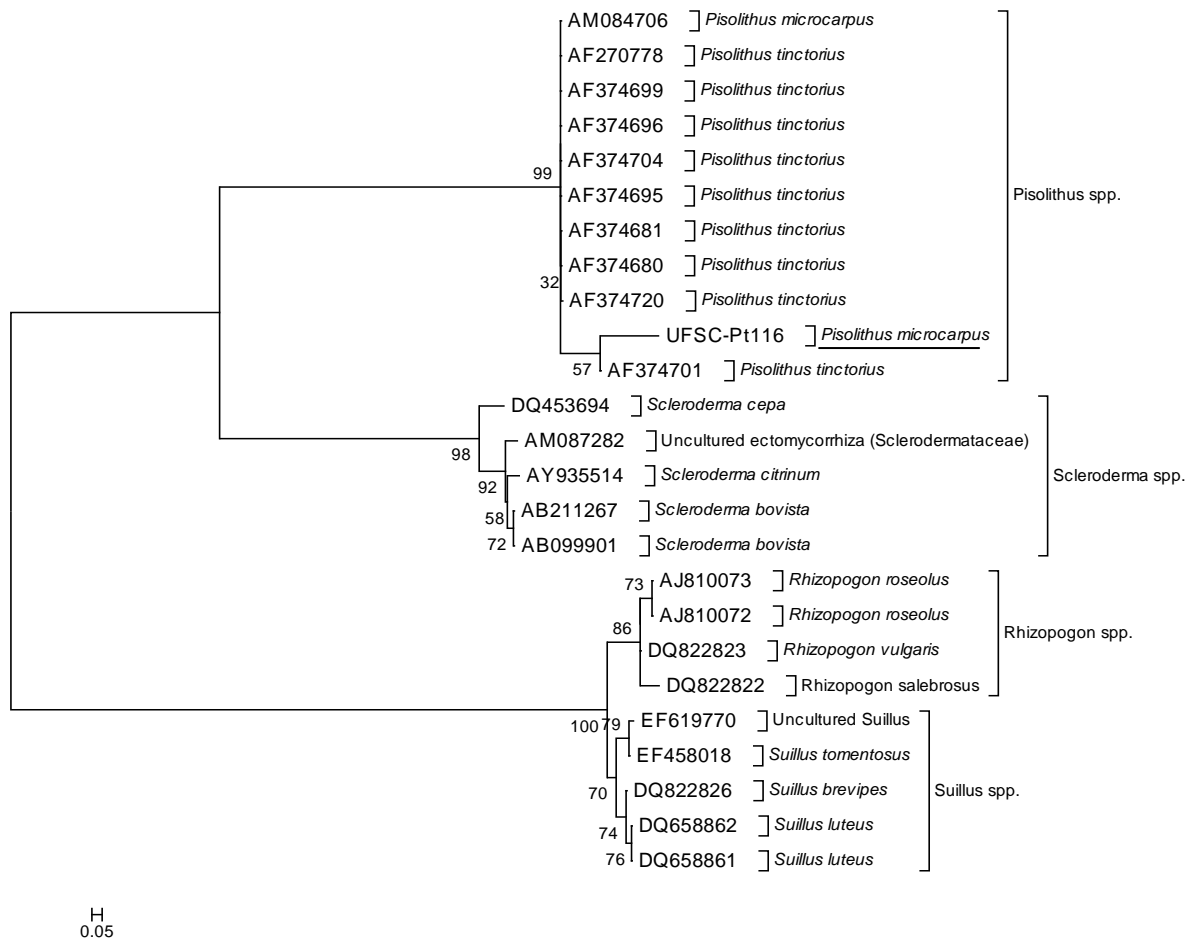 AM084706 Pisolithus microcarpus
AF270778 Pisolithus tinctorius
AF374699 Pisolithus tinctorius
AF374696 Pisolithus tinctorius
AF374704 Pisolithus tinctorius
99
AF374695 Pisolithus tinctorius
Pisolithus spp.
AF374681 Pisolithus tinctorius
AF374680 Pisolithus tinctorius
32
AF374720 Pisolithus tinctorius
UFSC-Pt116 Pisolithus microcarpus
57 AF374701 Pisolithus tinctorius
DQ453694 Scleroderma cepa
98
AM087282 Uncultured ectomycorrhiza (Sclerodermataceae)
92
AY935514 Scleroderma citrinum
Scleroderma spp.
58
AB211267 Scleroderma bovista
72 AB099901 Scleroderma bovista
73 AJ810073 Rhizopogon roseolus
AJ810072 Rhizopogon roseolus
86
Rhizopogon spp.
DQ822823 Rhizopogon vulgaris
DQ822822 Rhizopogon salebrosus
100 79 EF619770 Uncultured Suillus
EF458018 Suillus tomentosus
70
DQ822826 Suillus brevipes
Suillus spp.
74
DQ658862 Suillus luteus
76 DQ658861 Suillus luteus
0.05